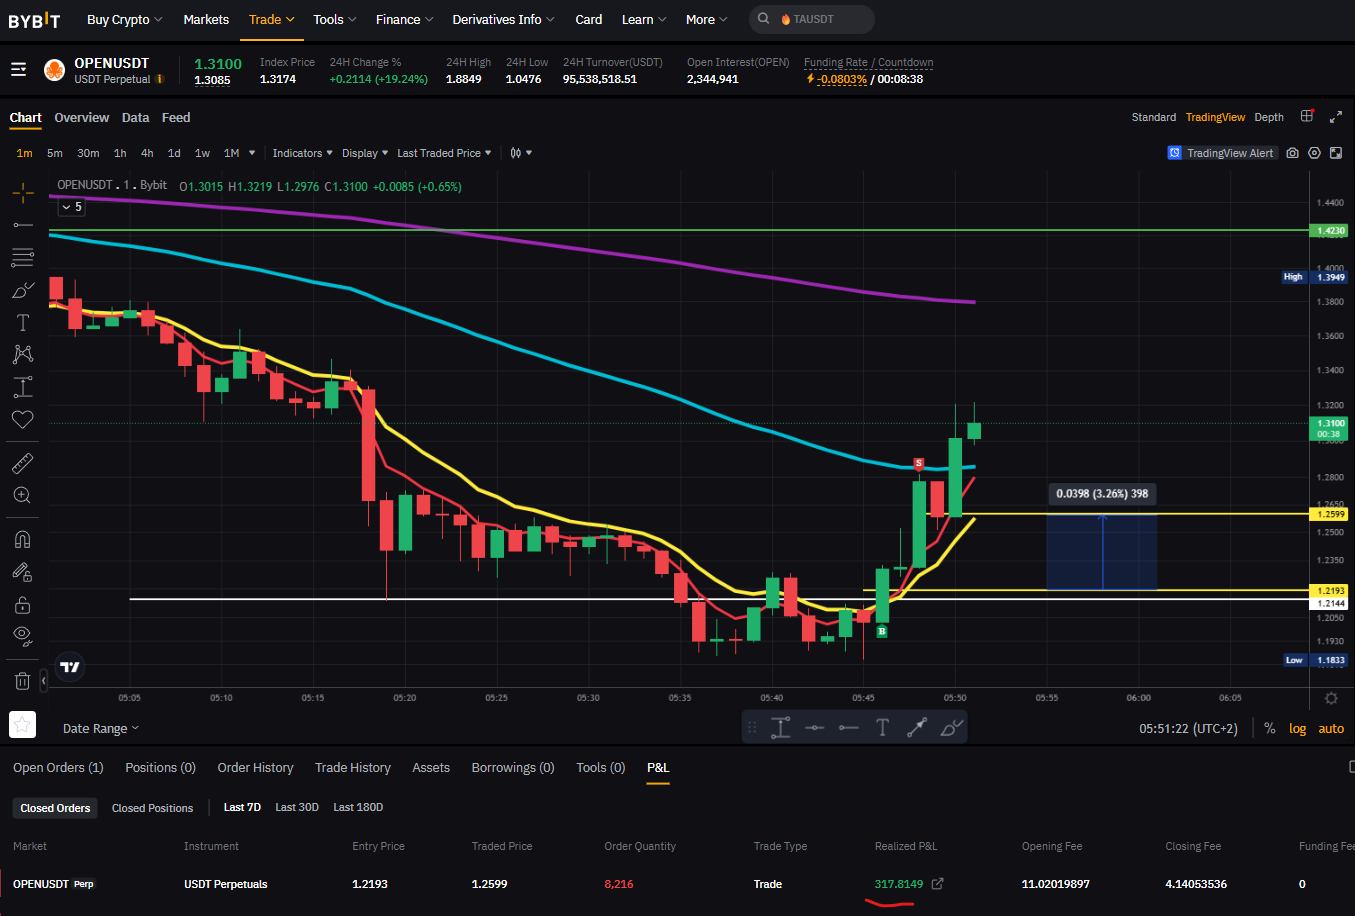 BYBIT Buy Crypto Markets Trade Tools Finance Derivatives Info Card Learn More TAUSDT
OPENUSDT 1.3100 Index Price 24H Change % 24H High 24H Low 24H Turnover(USDT) Open Interest(OPEN) Funding Rate / Countdown
USDT Perpetual 1.3085 1.3174 +0.2114 (+19.24%) 1.8849 1.0476 95,538,518.51 2,344,941 -0.0803% / 00:08:38
Chart Overview Data Feed Standard TradingView Depth
1m 5m 30m 1h 4h 1d 1w 1M Indicators Display Last Traded Price TradingView Alert
OPENUSDT . 1 . Bybit O1.3015 H1.3219 L1.2976 C1.3100 +0.0085 (+0.65%)
5
1.4400
1.4230
1.4000
High 1.3949
1.3800
1.3600
1.3400
1.3200
1.3100
00:38
S
1.2800
0.0398 (3.26%) 398
1.2650
1.2599
1.2500
1.2350
1.2193
1.2144
1.2050
B
1.1930
Low 1.1833
05:05 05:10 05:15 05:20 05:25 05:30 05:35 05:40 05:45 05:50 05:55 06:00 06:05
Date Range 05:51:22 (UTC+2) % log auto
Open Orders (1) Positions (0) Order History Trade History Assets Borrowings (0) Tools (0) P&L
Closed Orders Closed Positions Last 7D Last 30D Last 180D
Market Instrument Entry Price Traded Price Order Quantity Trade Type Realized P&L Opening Fee Closing Fee Funding Fee
OPENUSDT Perp USDT Perpetuals 1.2193 1.2599 8,216 Trade 317.8149 11.02019897 4.14053536 0